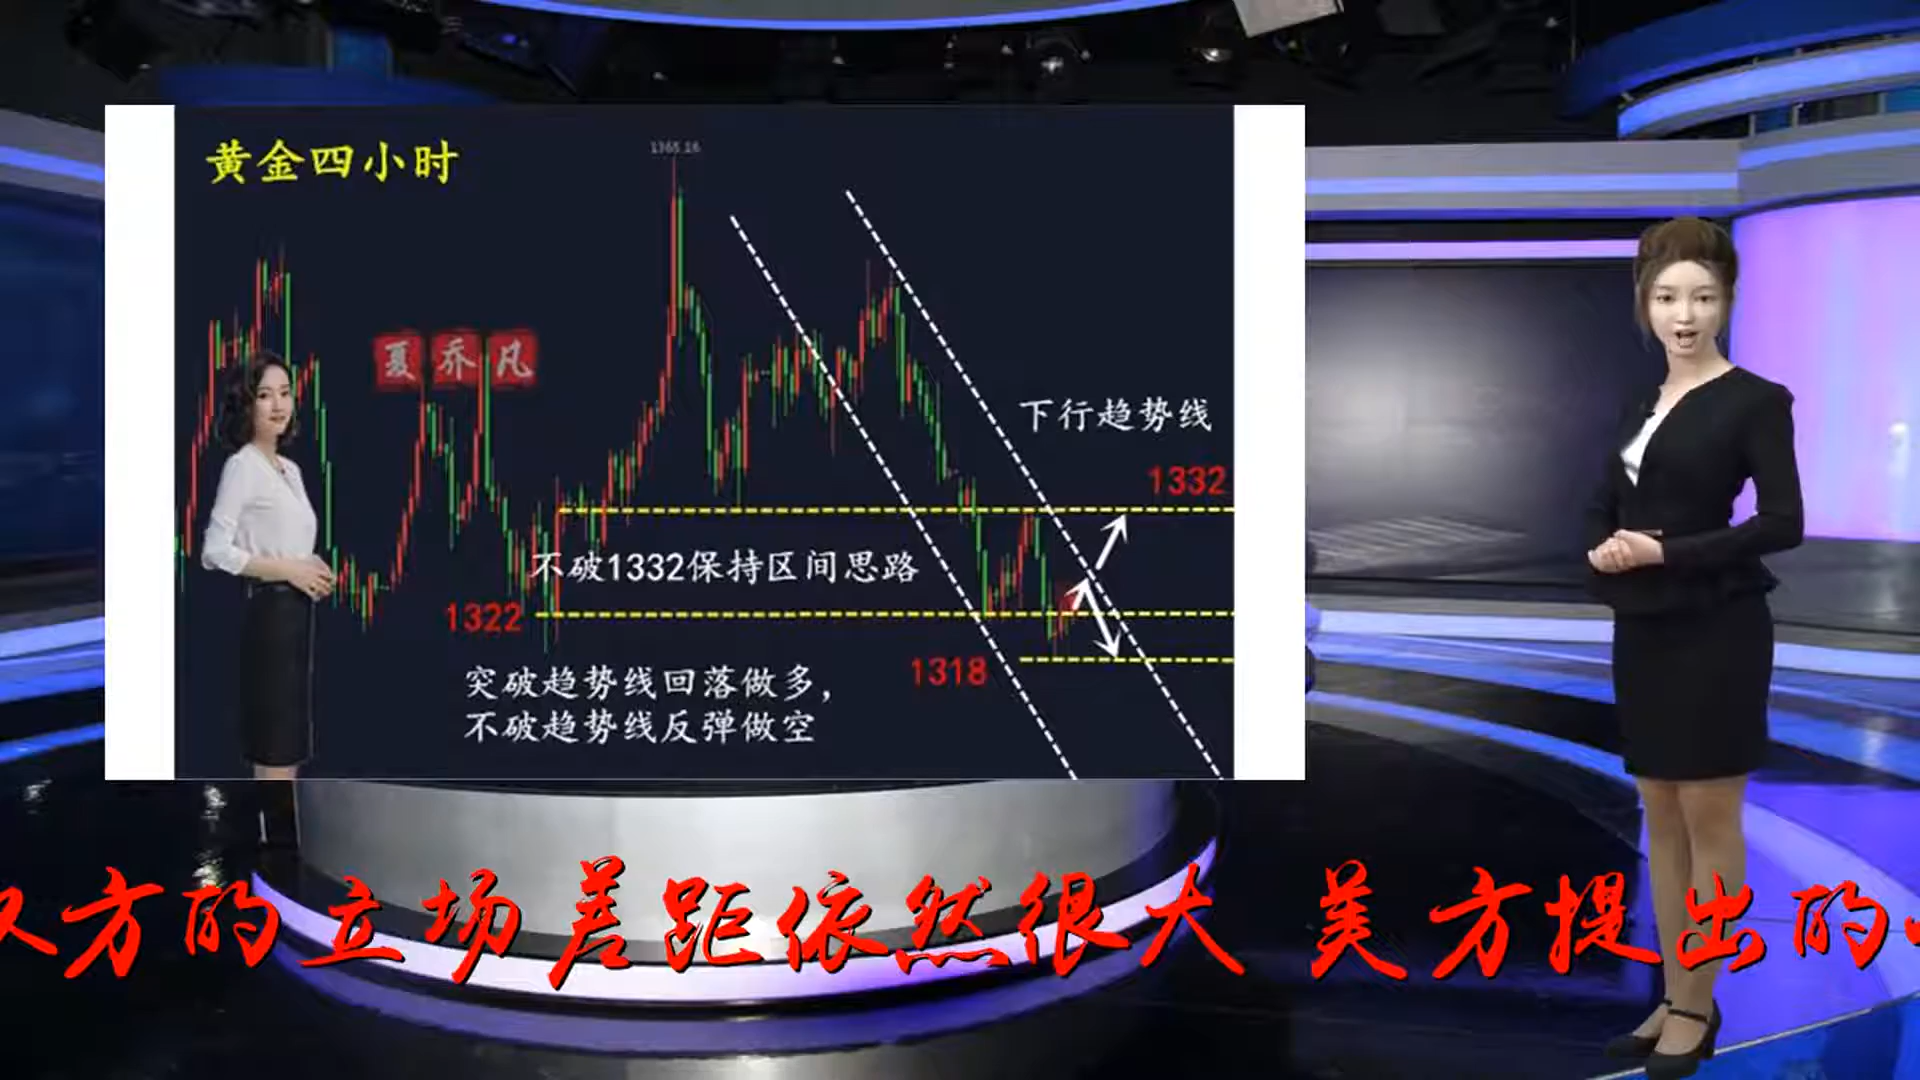 黄金四小时
1365.16
夏乔凡
下行趋势线
1332
不破1332保持区间思路
1322
1318
突破趋势线回落做多，
不破趋势线反弹做空
方的立场差距依然很大 美方提出的